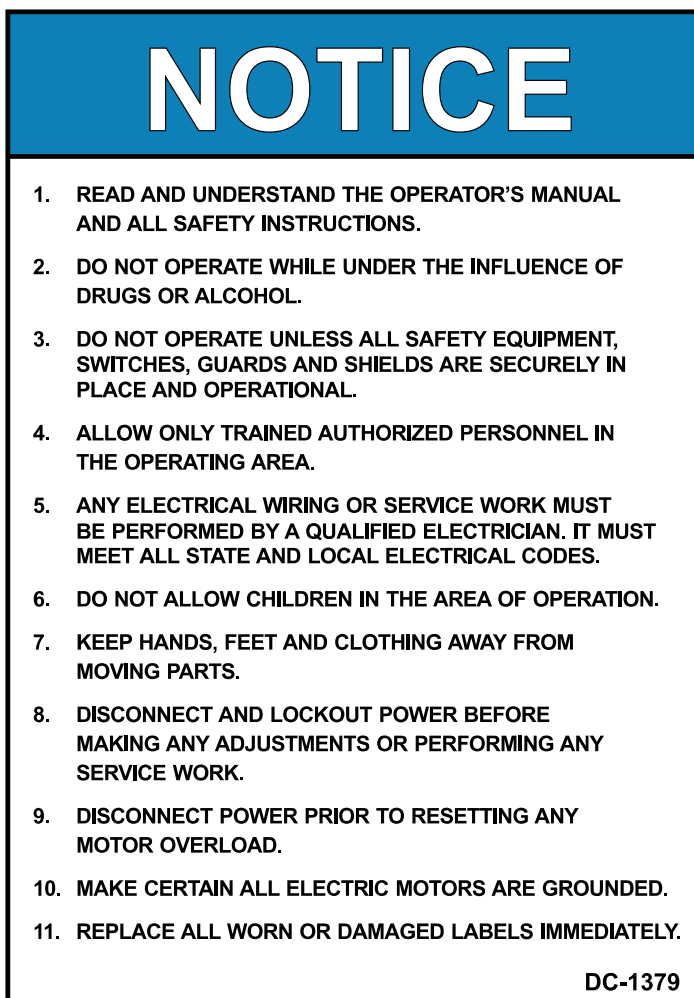 NOTICE
1. READ AND UNDERSTAND THE OPERATOR'S MANUAL
AND ALL SAFETY INSTRUCTIONS.
2. DO NOT OPERATE WHILE UNDER THE INFLUENCE OF
DRUGS OR ALCOHOL.
3. DO NOT OPERATE UNLESS ALL SAFETY EQUIPMENT,
SWITCHES, GUARDS AND SHIELDS ARE SECURELY IN
PLACE AND OPERATIONAL.
4. ALLOW ONLY TRAINED AUTHORIZED PERSONNEL IN
THE OPERATING AREA.
5. ANY ELECTRICAL WIRING OR SERVICE WORK MUST
BE PERFORMED BY A QUALIFIED ELECTRICIAN. IT MUST
MEET ALL STATE AND LOCAL ELECTRICAL CODES.
6. DO NOT ALLOW CHILDREN IN THE AREA OF OPERATION.
7. KEEP HANDS, FEET AND CLOTHING AWAY FROM
MOVING PARTS.
8. DISCONNECT AND LOCKOUT POWER BEFORE
MAKING ANY ADJUSTMENTS OR PERFORMING ANY
SERVICE WORK.
9. DISCONNECT POWER PRIOR TO RESETTING ANY
MOTOR OVERLOAD.
10. MAKE CERTAIN ALL ELECTRIC MOTORS ARE GROUNDED.
11. REPLACE ALL WORN OR DAMAGED LABELS IMMEDIATELY.
DC-1379